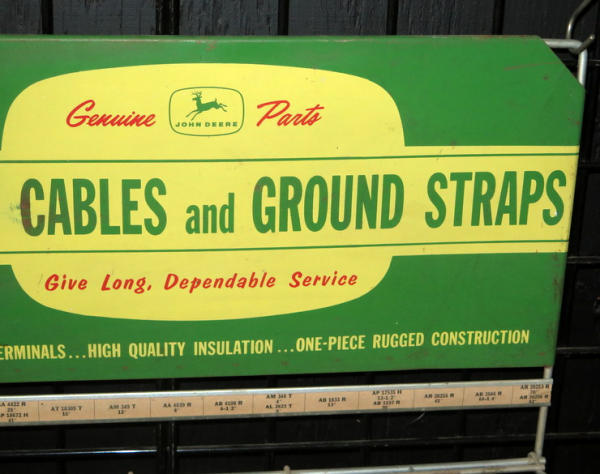 Genuine JOHN DEERE Parts
CABLES and GROUND STRAPS
Give Long, Dependable Service
ERMINALS...HIGH QUALITY INSULATION...ONE-PIECE RUGGED CONSTRUCTION